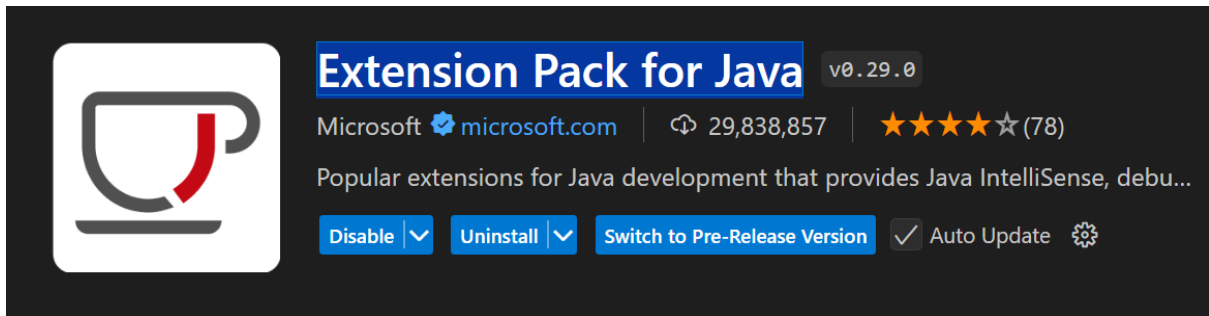 Extension Pack for Java v0.29.0
Microsoft microsoft.com 29,838,857 (78)
Popular extensions for Java development that provides Java IntelliSense, debu...
Disable Uninstall Switch to Pre-Release Version Auto Update